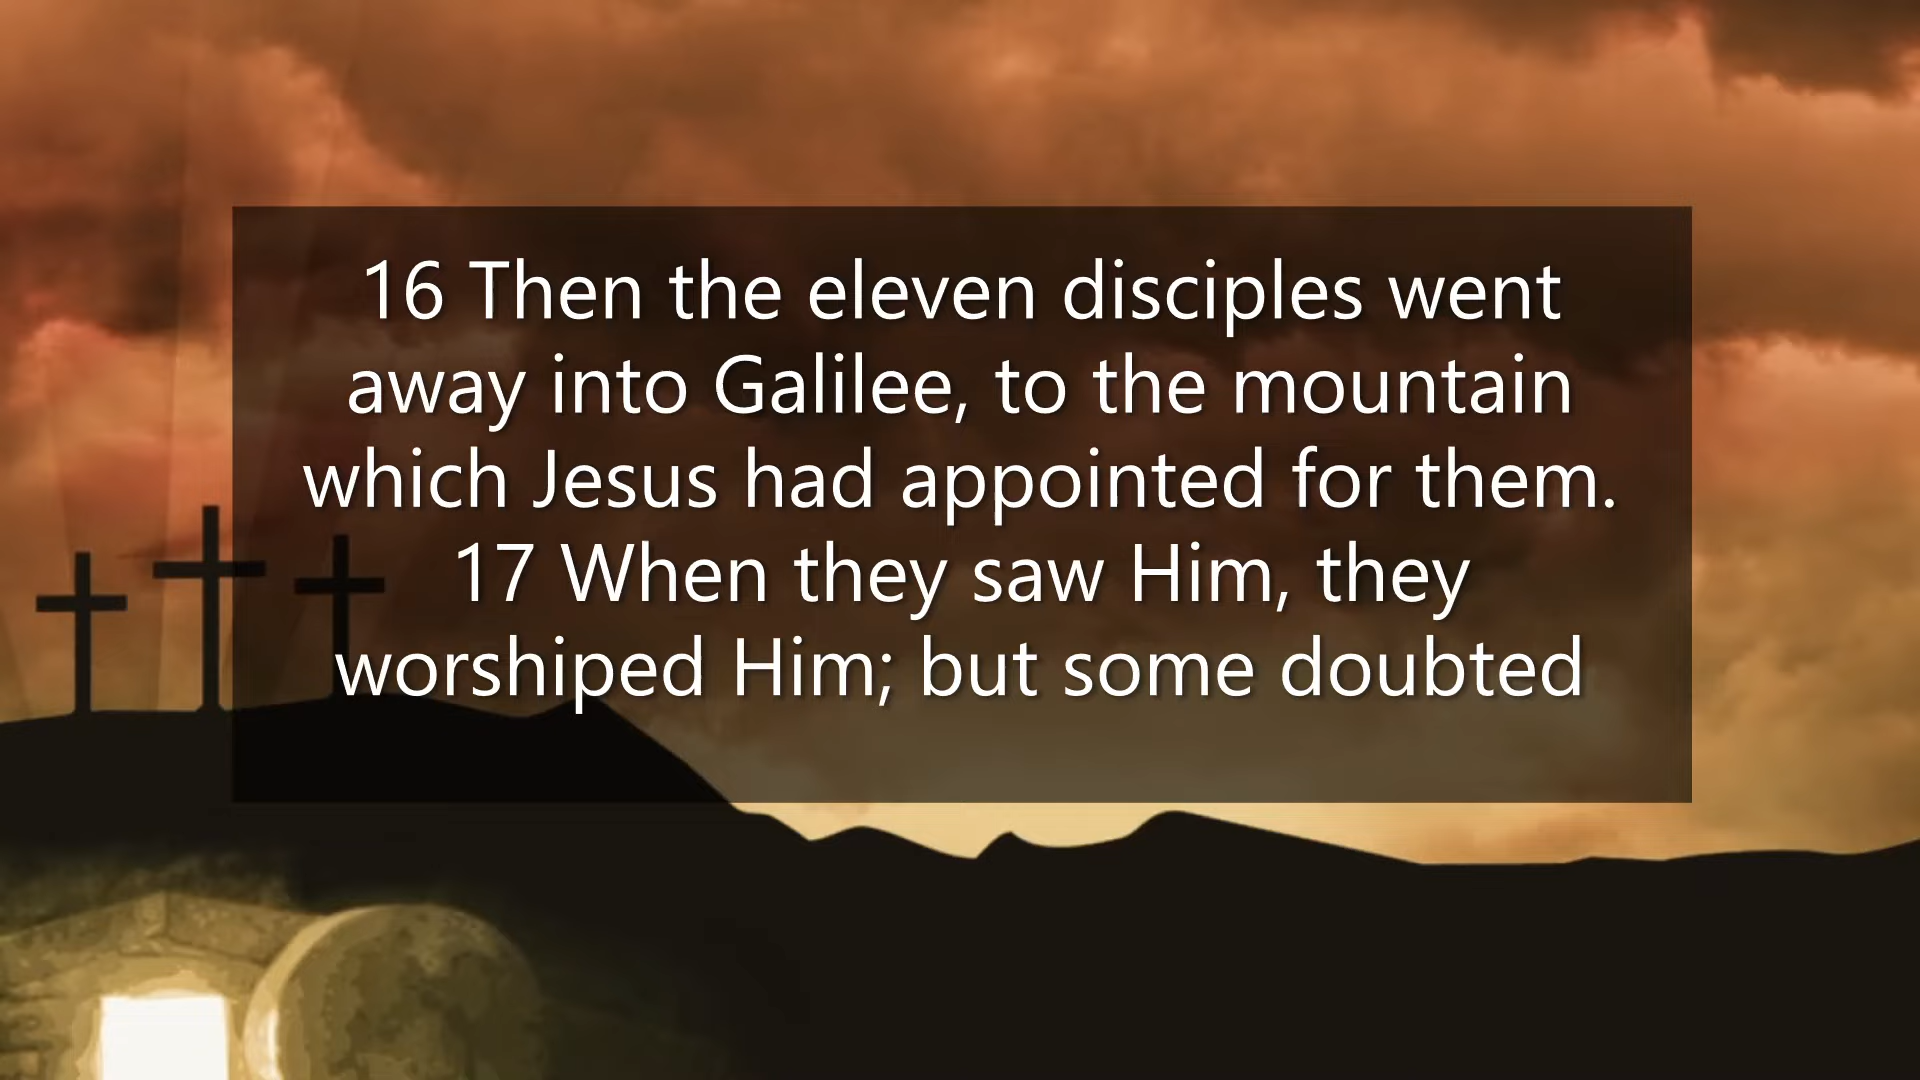 16 Then the eleven disciples went
away into Galilee, to the mountain
which Jesus had appointed for them.
17 When they saw Him, they
worshiped Him; but some doubted